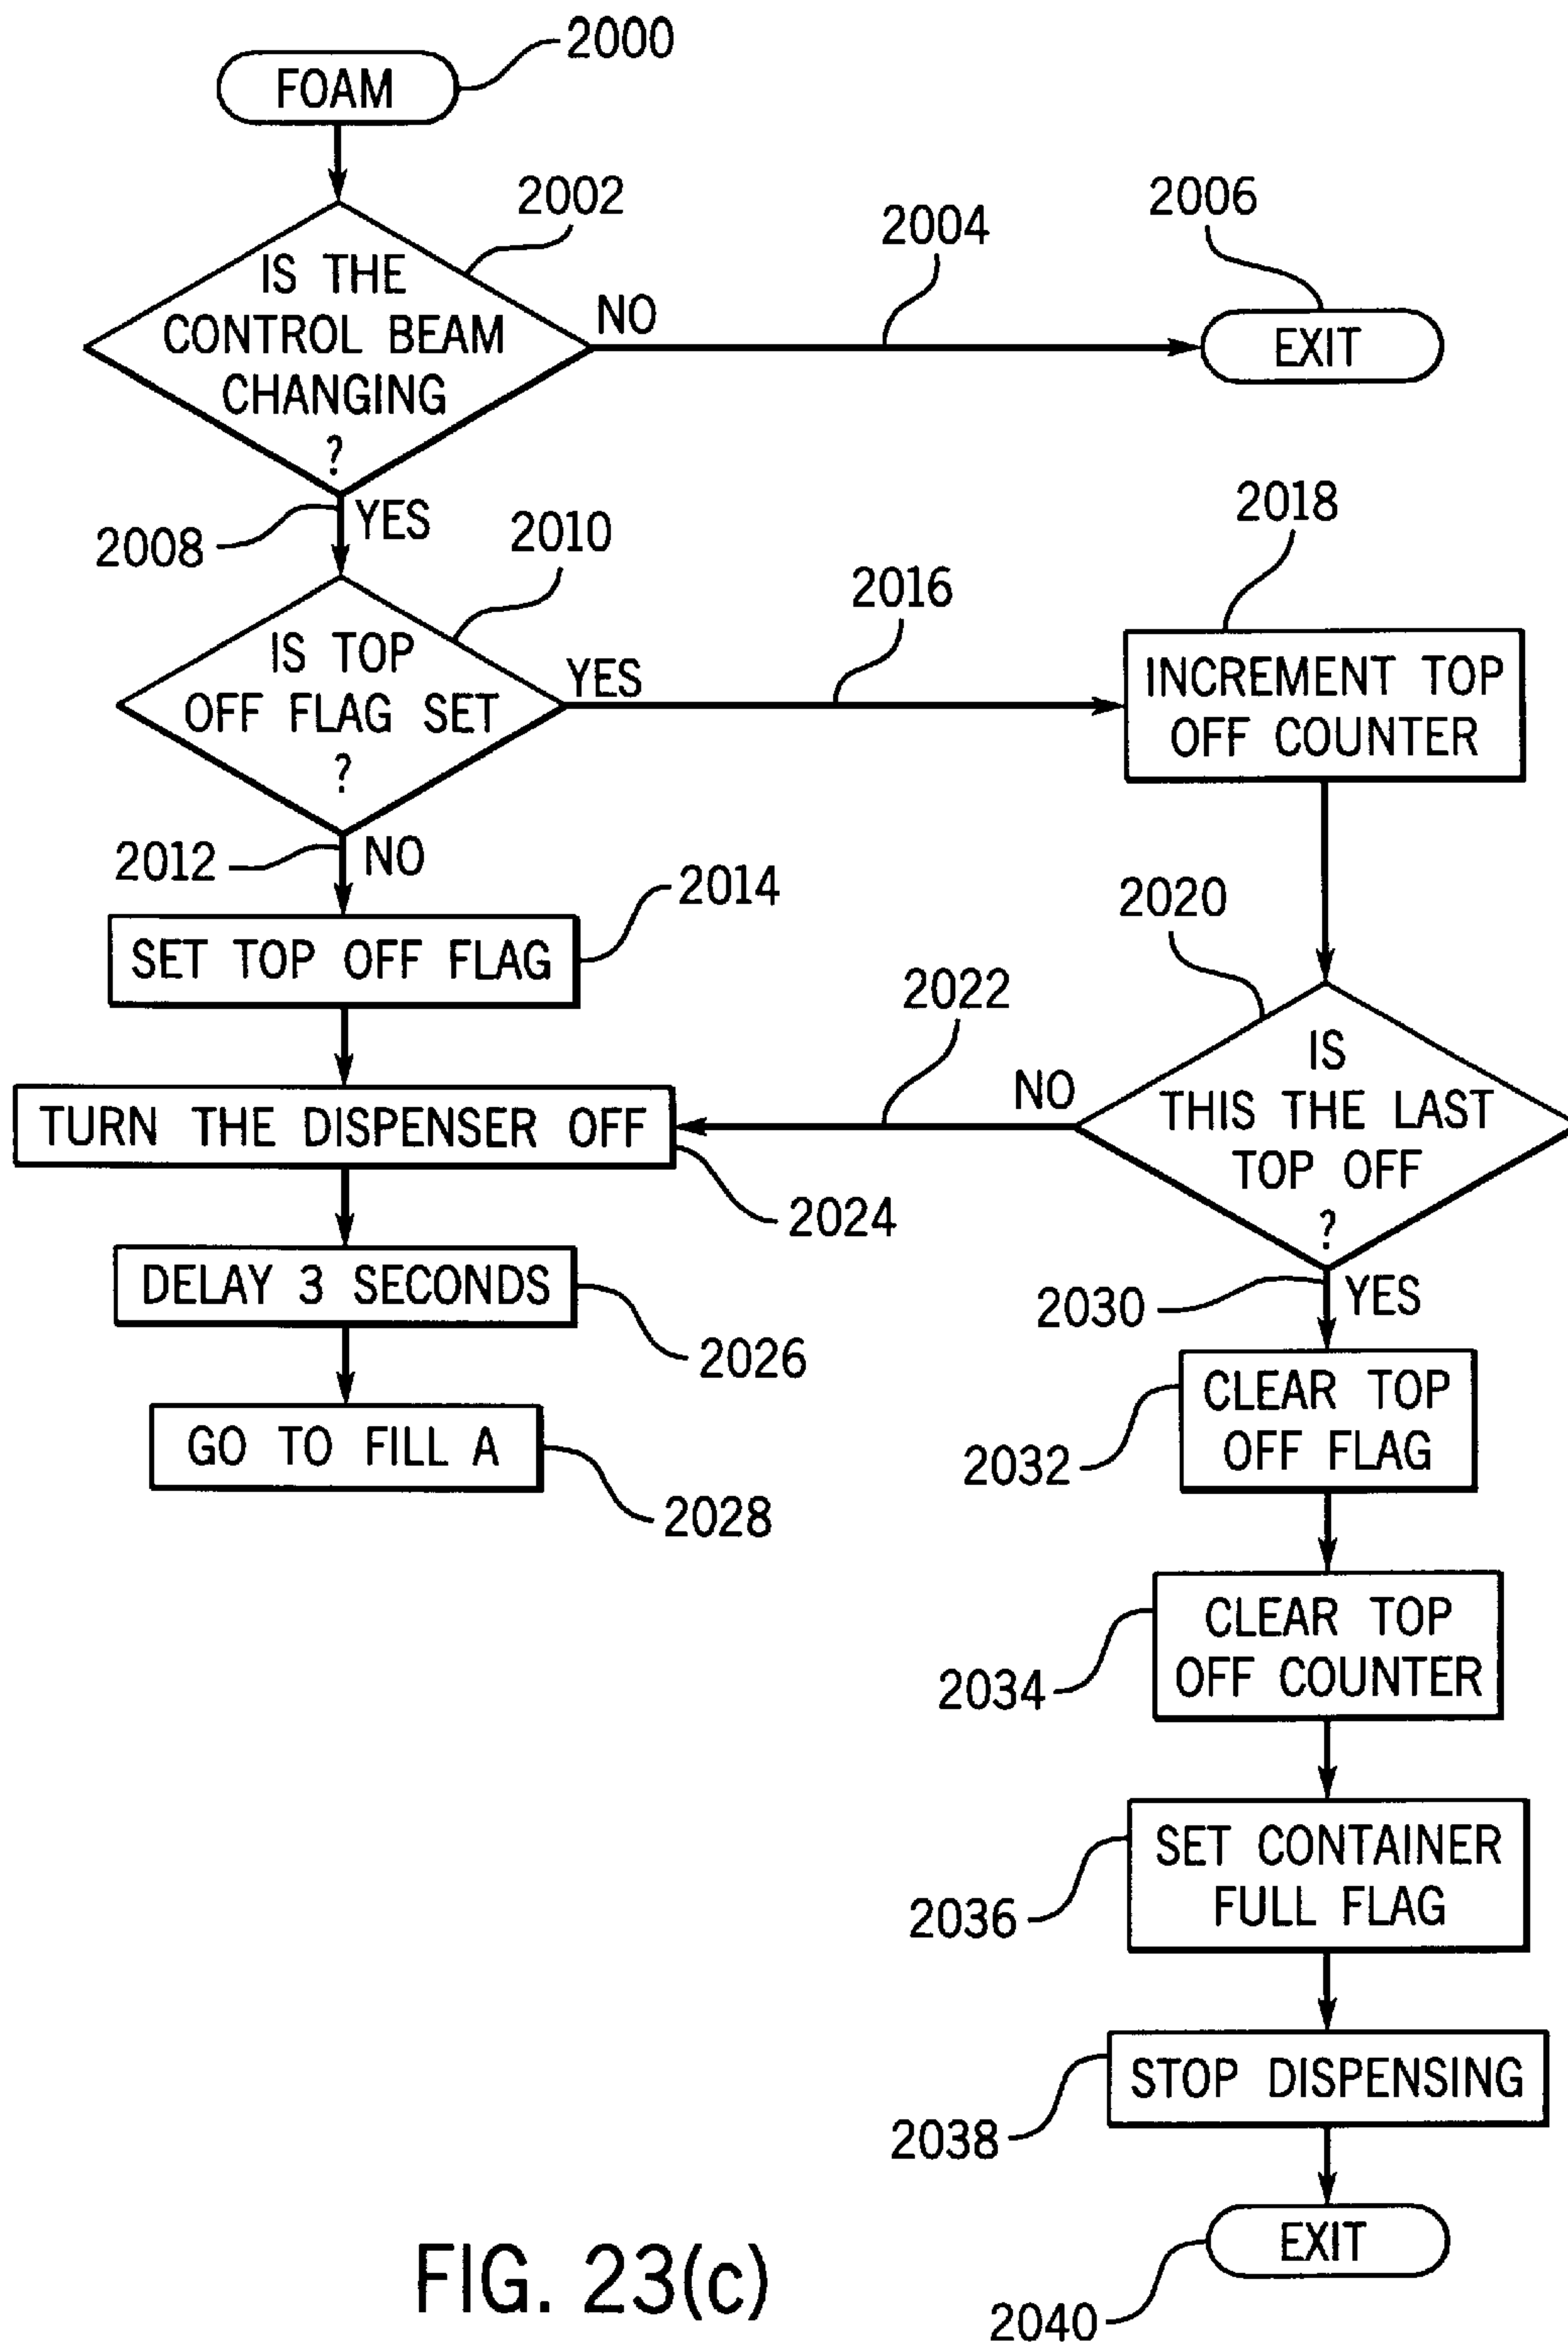 2000
FOAM
2002
IS THE
CONTROL BEAM
CHANGING
?
NO
2004
2006
EXIT
2008
YES
2010
IS TOP
OFF FLAG SET
?
YES
2016
2018
INCREMENT TOP
OFF COUNTER
2012
NO
2014
SET TOP OFF FLAG
2020
IS
THIS THE LAST
TOP OFF
?
NO
2022
TURN THE DISPENSER OFF
2024
DELAY 3 SECONDS
2026
GO TO FILL A
2028
2030
YES
CLEAR TOP
OFF FLAG
2032
CLEAR TOP
OFF COUNTER
2034
SET CONTAINER
FULL FLAG
2036
STOP DISPENSING
2038
EXIT
2040
FIG. 23(c)